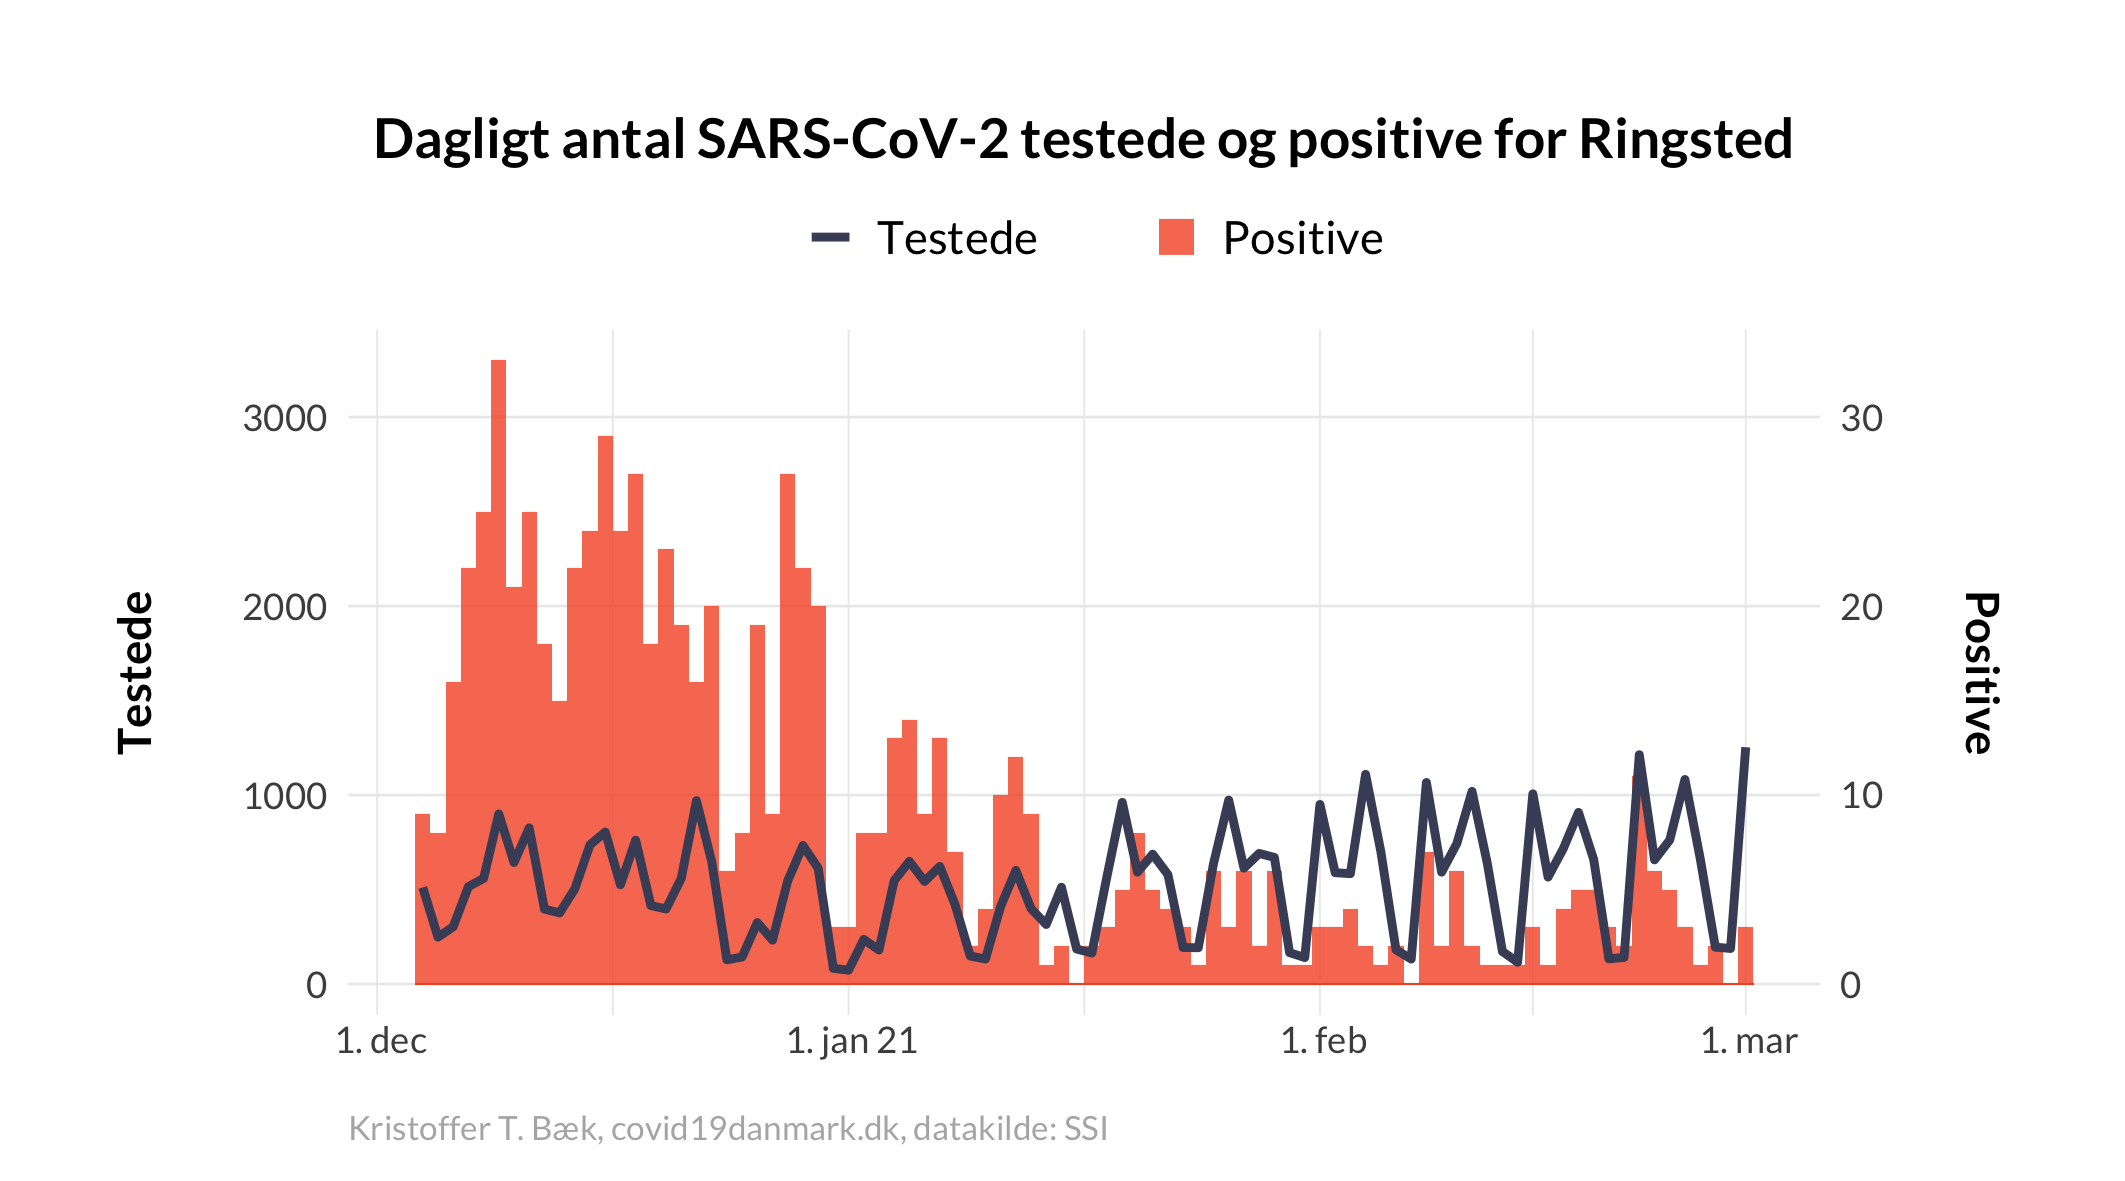 Dagligt antal SARS-CoV-2 testede og positive for Ringsted
Testede
Positive
3000
2000
1000
0
Testede
30
20
10
0
Positive
1. dec
1. jan 21
1. feb
1. mar
Kristoffer T. Bæk, covid19danmark.dk, datakilde: SSI